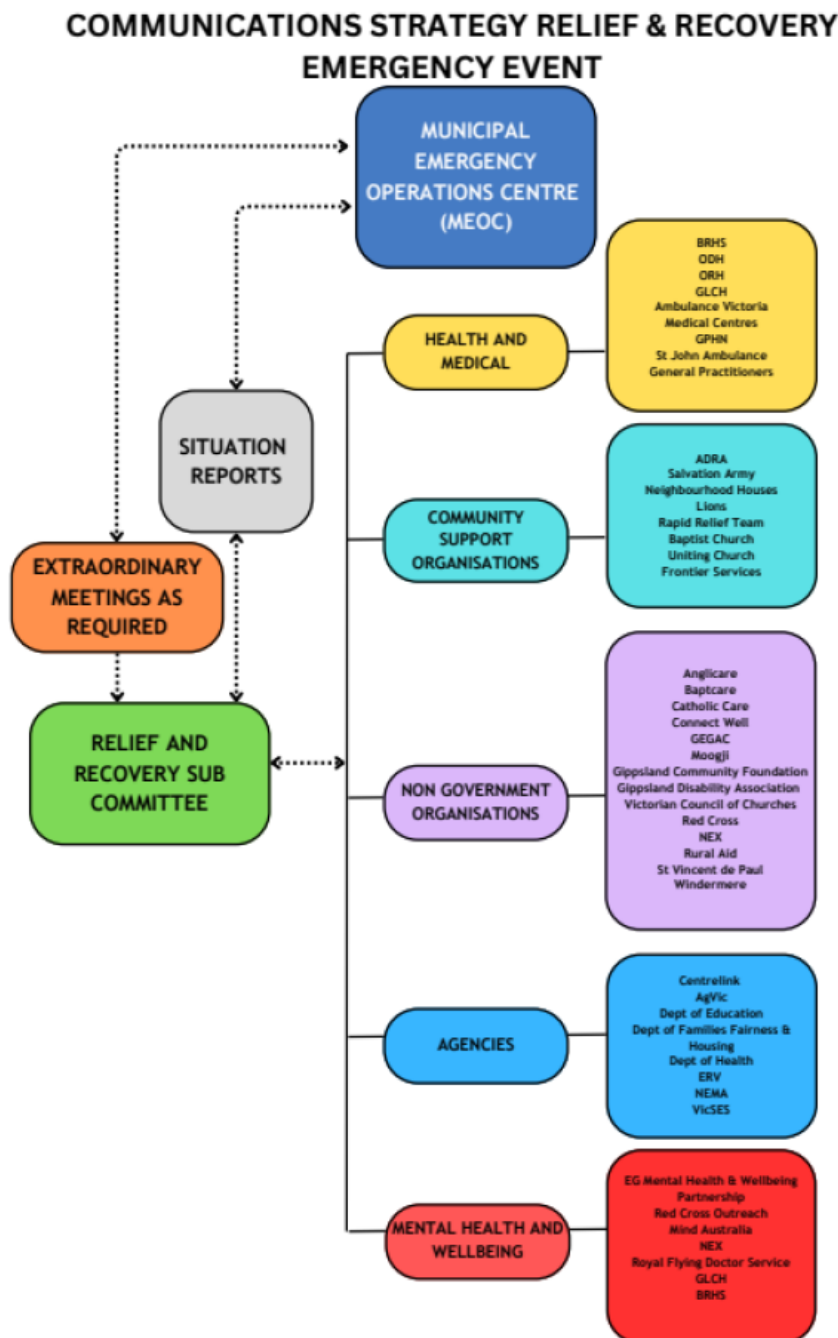 COMMUNICATIONS STRATEGY RELIEF & RECOVERY
EMERGENCY EVENT
MUNICIPAL
EMERGENCY
OPERATIONS CENTRE
(MEOC)
HEALTH AND
MEDICAL
BRHS
ODH
ORH
GLCH
Ambulance Victoria
Medical Centres
GPHN
St John Ambulance
General Practitioners
SITUATION
REPORTS
COMMUNITY
SUPPORT
ORGANISATIONS
ADRA
Salvation Army
Neighbourhood Houses
Lions
Rapid Relief Team
Baptist Church
Uniting Church
Frontier Services
EXTRAORDINARY
MEETINGS AS
REQUIRED
RELIEF AND
RECOVERY SUB
COMMITTEE
NON GOVERNMENT
ORGANISATIONS
Anglicare
Baptcare
Catholic Care
Connect Well
GEGAC
Moogji
Gippsland Community Foundation
Gippsland Disability Association
Victorian Council of Churches
Red Cross
NEX
Rural Aid
St Vincent de Paul
Windermere
AGENCIES
Centrelink
AgVic
Dept of Education
Dept of Families Fairness &
Housing
Dept of Health
ERV
NEMA
VicSES
MENTAL HEALTH AND
WELLBEING
EG Mental Health & Wellbeing
Partnership
Red Cross Outreach
Mind Australia
NEX
Royal Flying Doctor Service
GLCH
BRHS